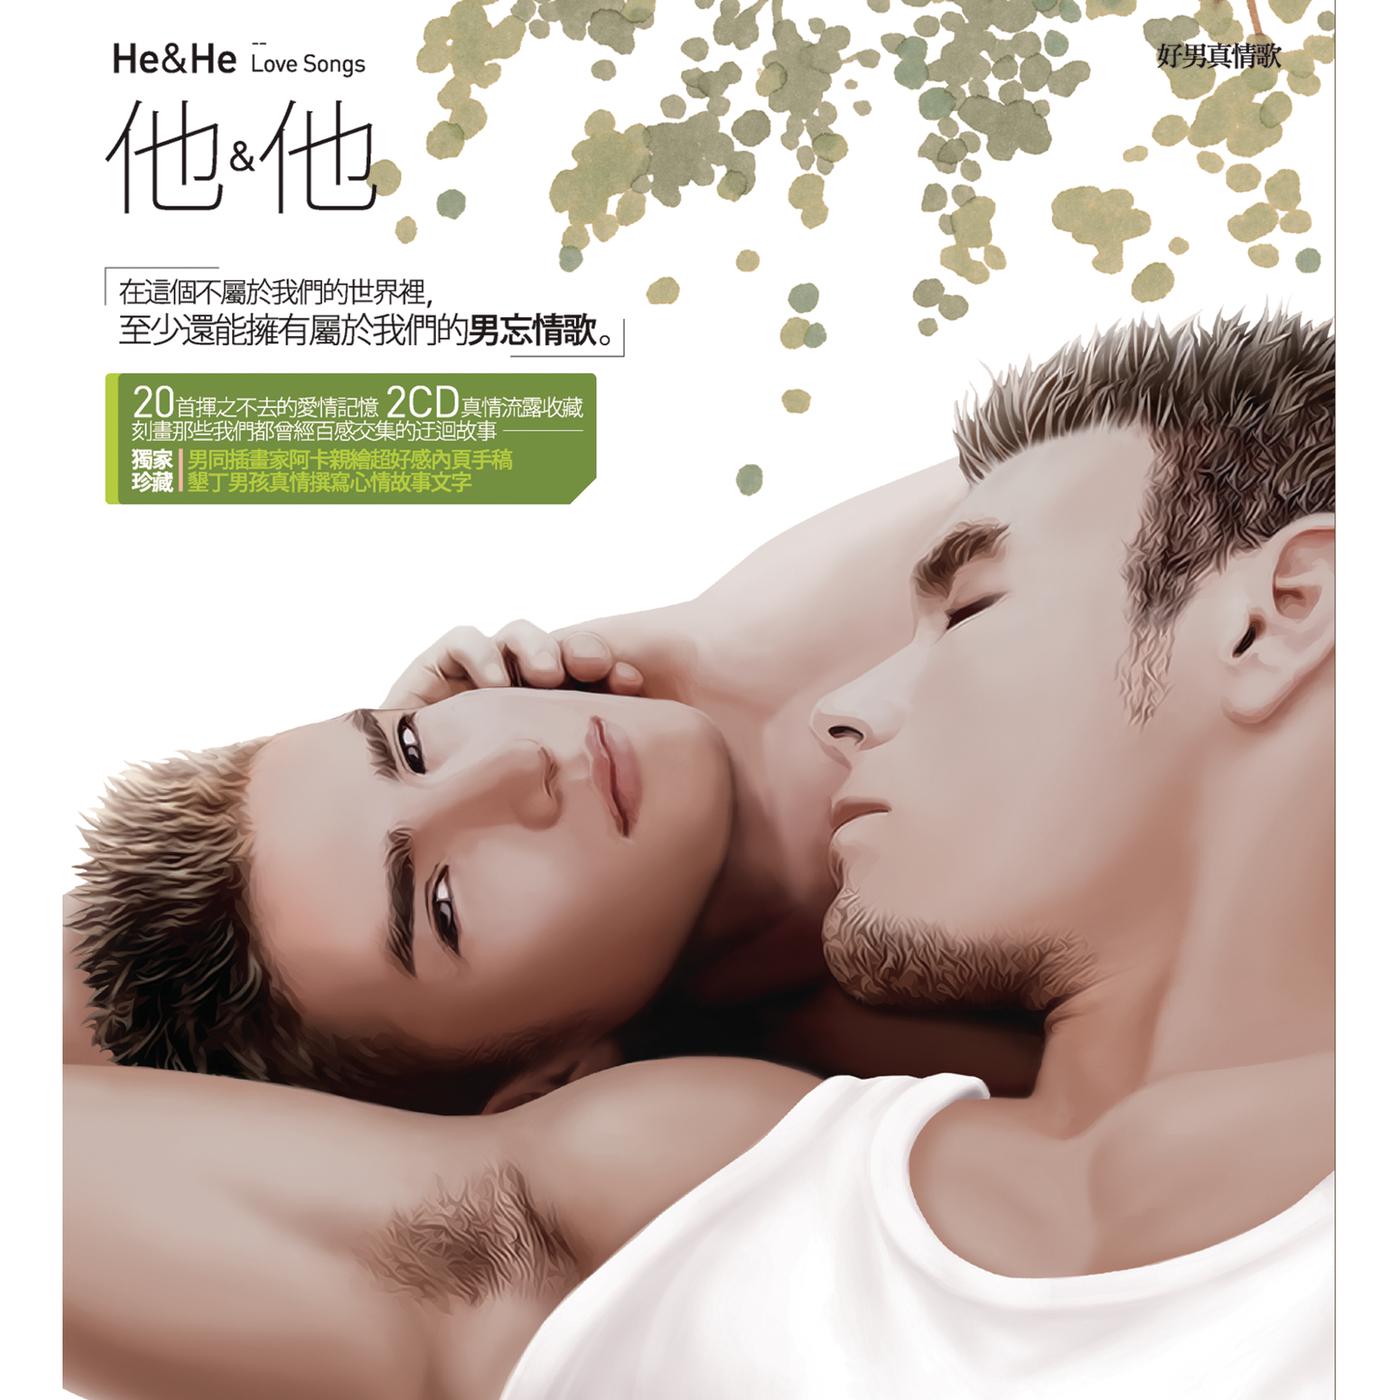 He&He Love Songs
好男真情歌
他&他
在這個不屬於我們的世界裡,
至少還能擁有屬於我們的男忘情歌。
20首揮之不去的愛情記憶 2CD真情流露收藏
刻畫那些我們都曾經百感交集的迂迴故事
獨家珍藏
男同插畫家阿卡親繪超好感內頁手稿
墾丁男孩真情撰寫心情故事文字